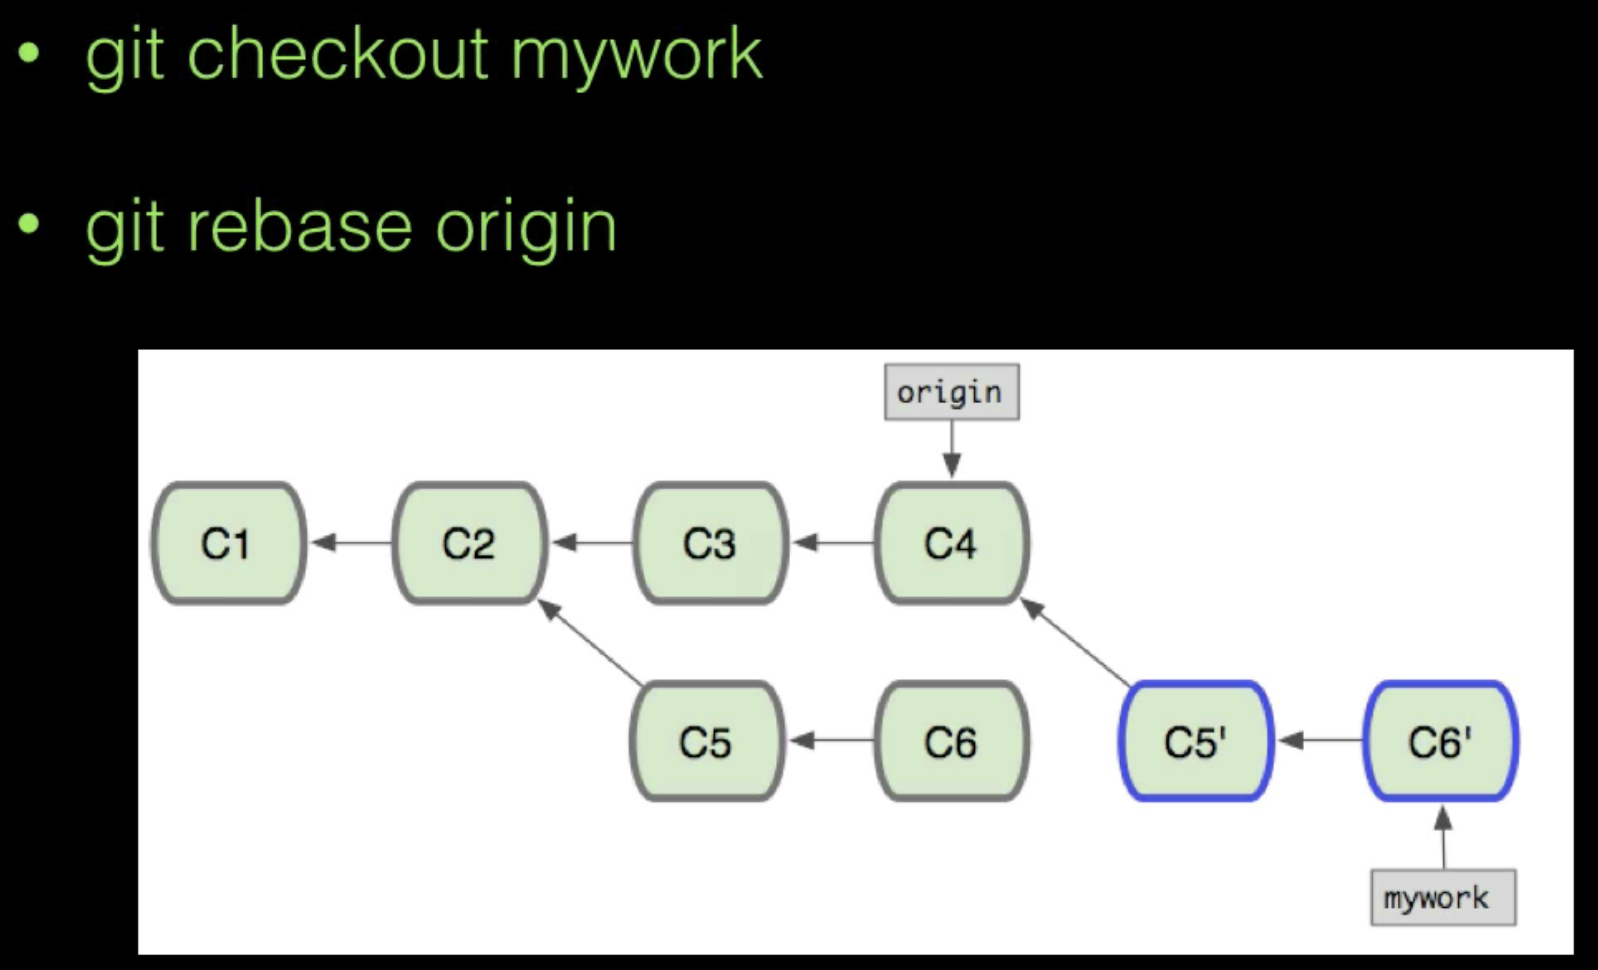 • git checkout mywork
• git rebase origin
origin
C1 C2 C3 C4
C5 C6 C5' C6'
mywork